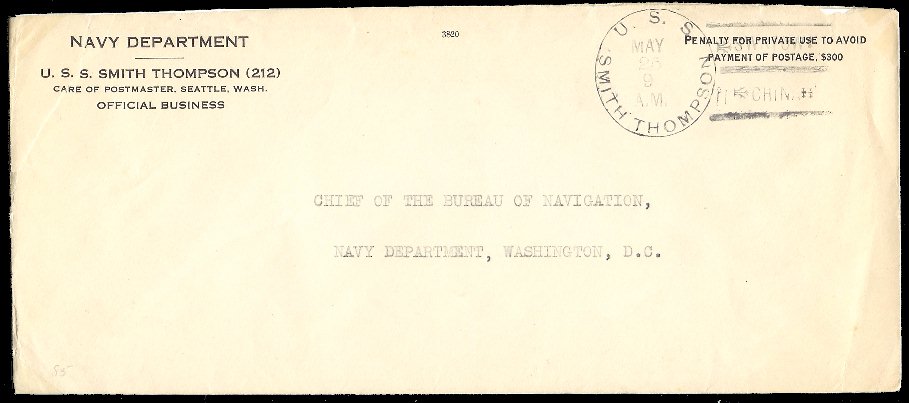 NAVY DEPARTMENT
U. S. S. SMITH THOMPSON (212)
CARE OF POSTMASTER, SEATTLE, WASH.
OFFICIAL BUSINESS
3820
U. S. S. SMITH THOMPSON
MAY
9
A.M.
PENALTY FOR PRIVATE USE TO AVOID
PAYMENT OF POSTAGE, $300
CHIEF OF THE BUREAU OF NAVIGATION,
NAVY DEPARTMENT, WASHINGTON, D.C.